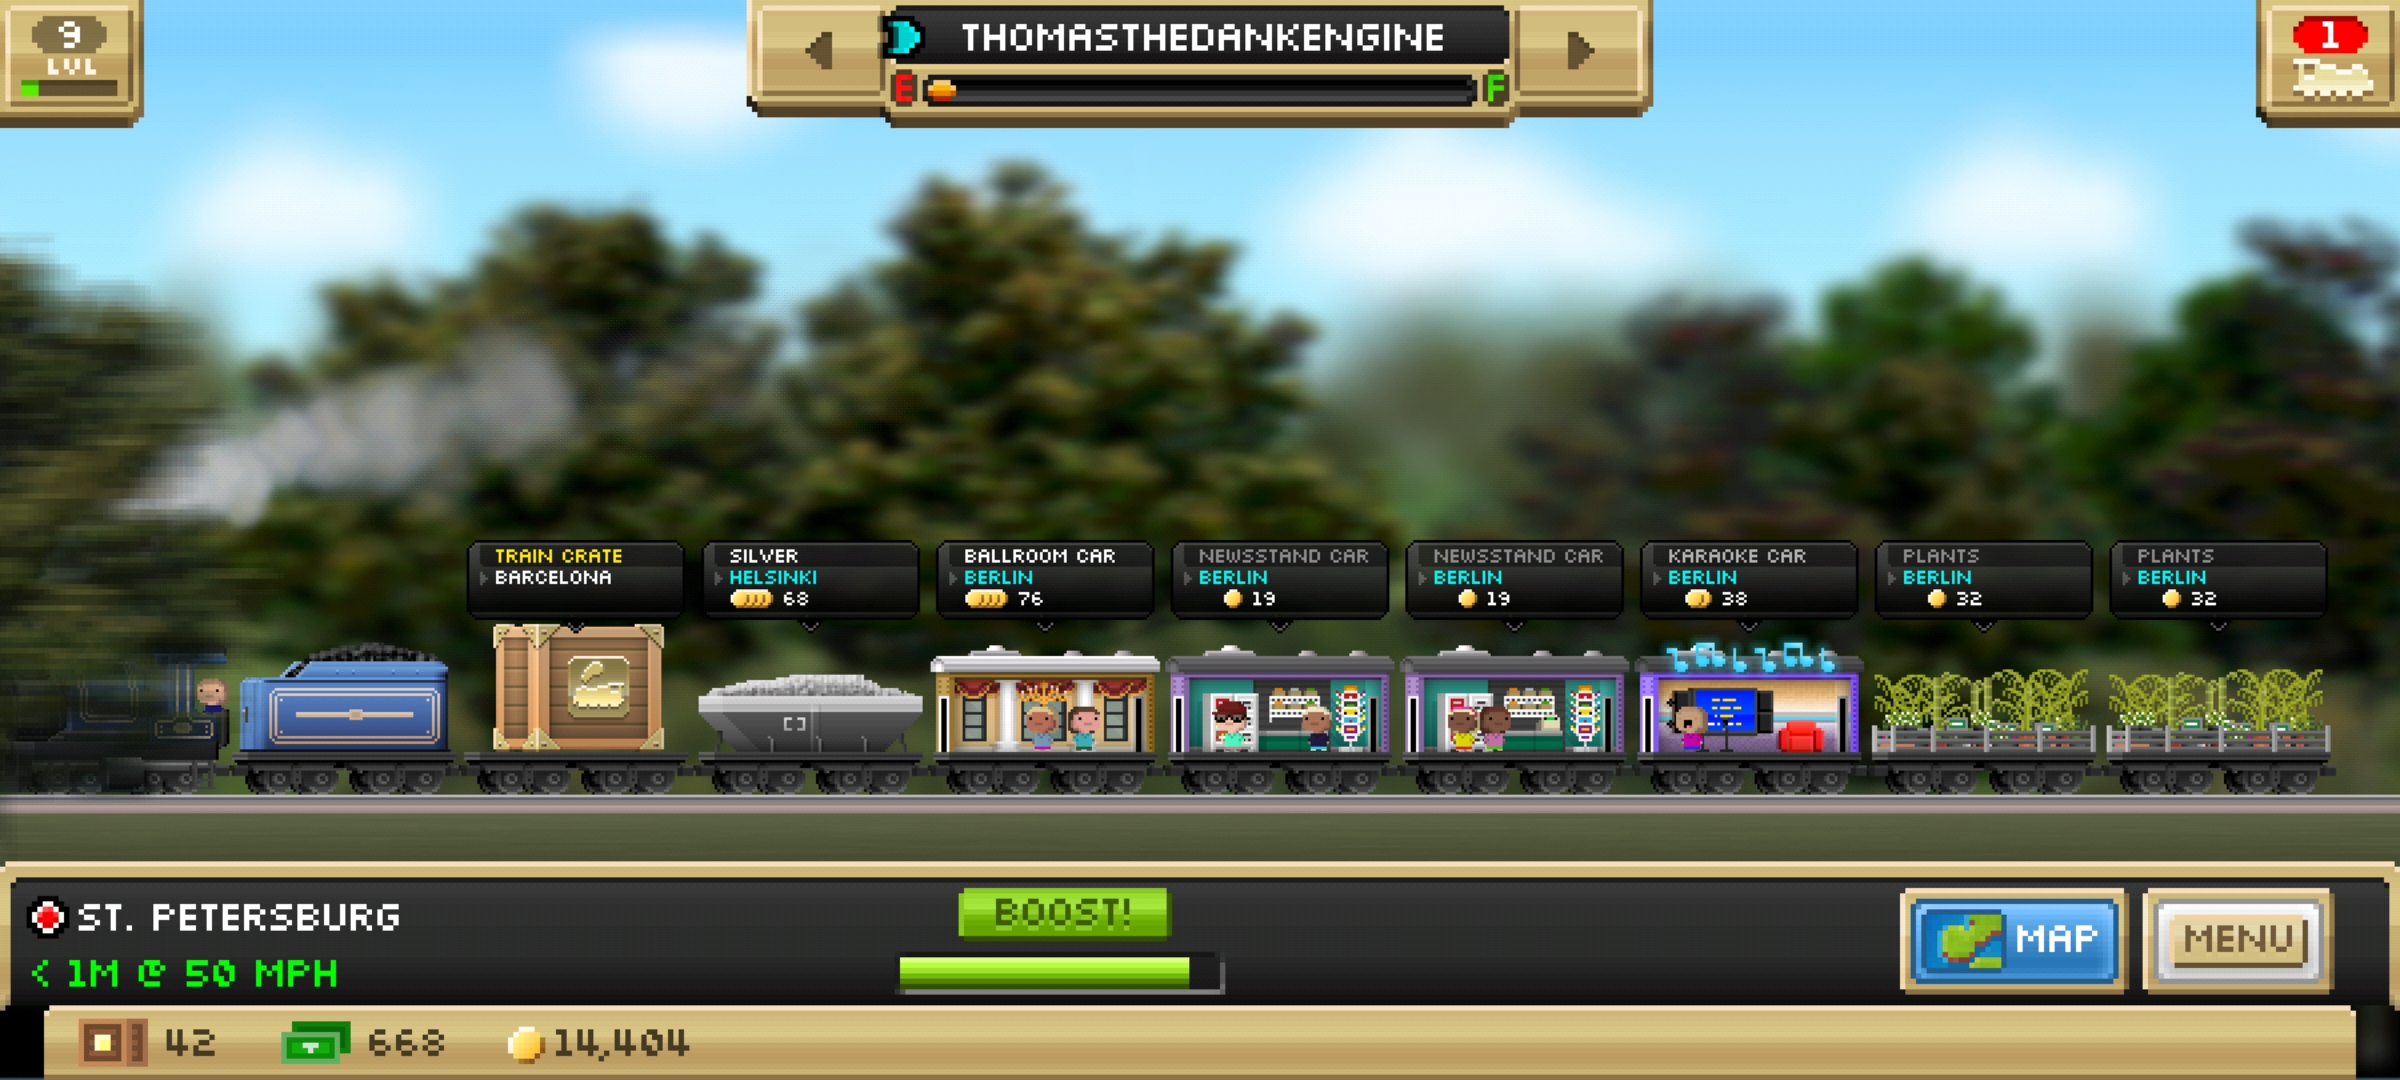 9
LVL
THOMASTHEDANKENGINE
E F
1
TRAIN CRATE
BARCELONA
SILVER
HELSINKI
68
BALLROOM CAR
BERLIN
76
NEWSSTAND CAR
BERLIN
19
NEWSSTAND CAR
BERLIN
19
KARAOKE CAR
BERLIN
38
PLANTS
BERLIN
32
PLANTS
BERLIN
32
ST. PETERSBURG
< 1M @ 50 MPH
BOOST!
MAP
MENU
42 668 14,404